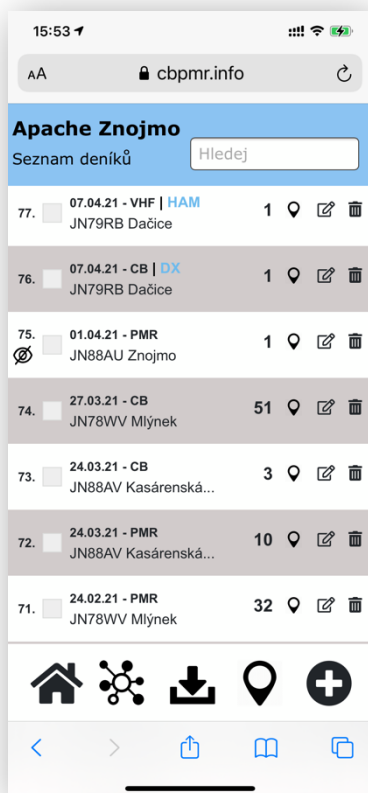 15:53
AA cbpmr.info
Apache Znojmo
Seznam deníků Hledej
77. 07.04.21 - VHF | HAM
JN79RB Dačice 1
76. 07.04.21 - CB | DX
JN79RB Dačice 1
75. 01.04.21 - PMR
JN88AU Znojmo 1
74. 27.03.21 - CB
JN78WV Mlýnek 51
73. 24.03.21 - CB
JN88AV Kasárenská... 3
72. 24.03.21 - PMR
JN88AV Kasárenská... 10
71. 24.02.21 - PMR
JN78WV Mlýnek 32